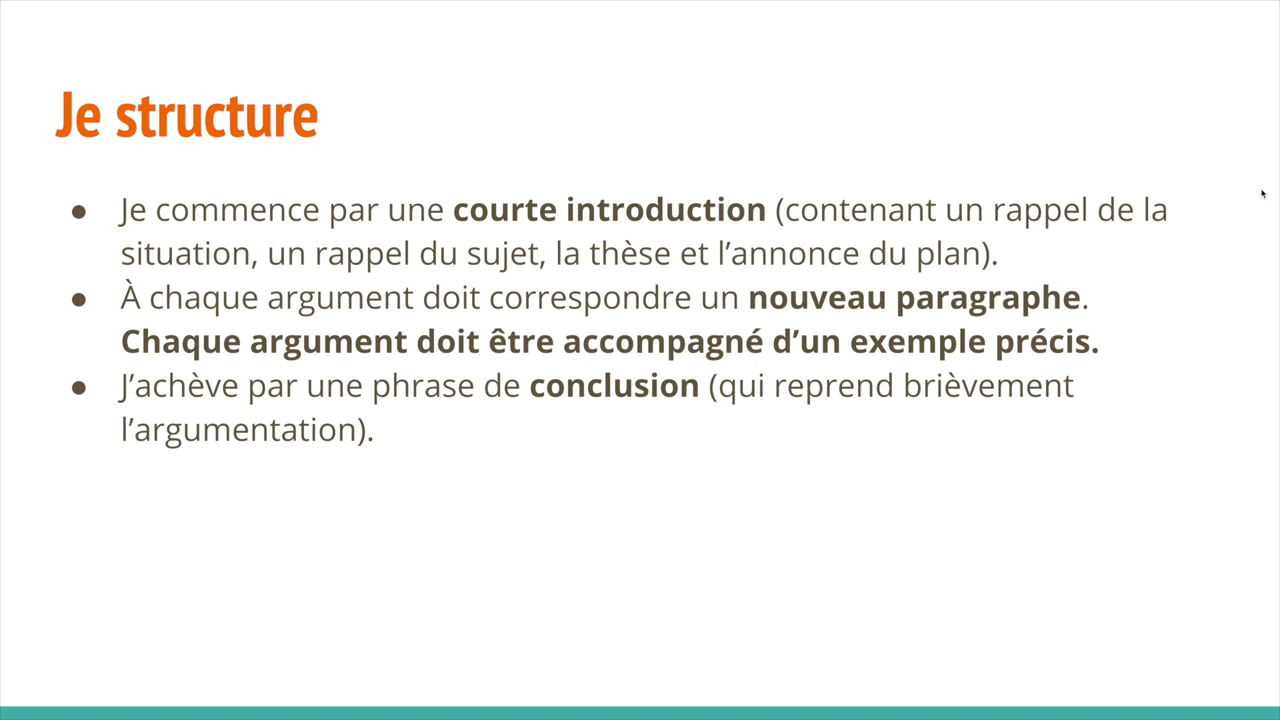 Je structure
● Je commence par une courte introduction (contenant un rappel de la
situation, un rappel du sujet, la thèse et l’annonce du plan).
● À chaque argument doit correspondre un nouveau paragraphe.
Chaque argument doit être accompagné d’un exemple précis.
● J’achève par une phrase de conclusion (qui reprend brièvement
l’argumentation).